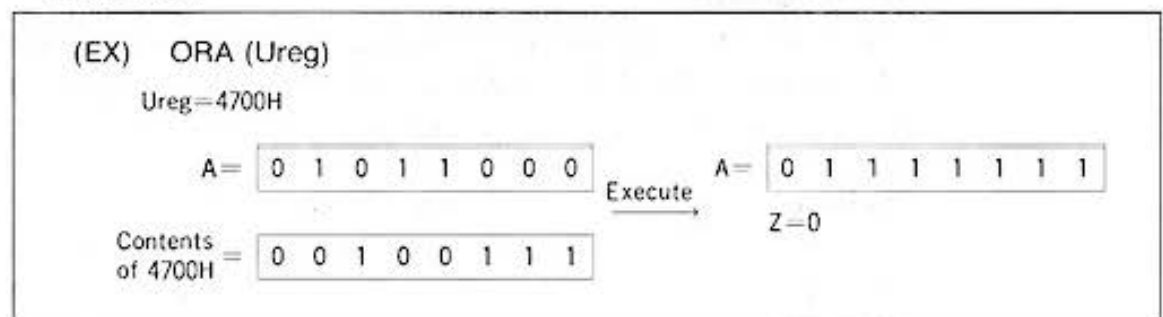 (EX) ORA (Ureg)
Ureg=4700H
A= 0 1 0 1 1 0 0 0
Execute
A= 0 1 1 1 1 1 1 1
Z=0
Contents
of 4700H = 0 0 1 0 0 1 1 1